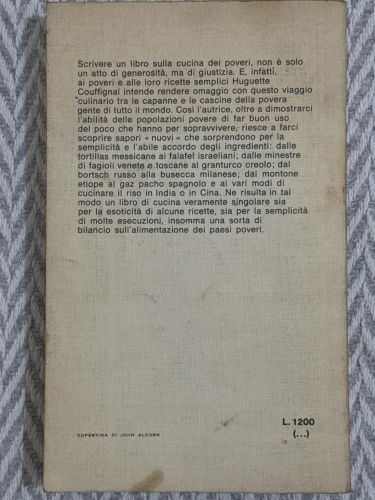 Scrivere un libro sulla cucina dei poveri, non è solo
un atto di generosità, ma di giustizia. E, infatti,
ai poveri e alle loro ricette semplici Huguette
Couffignal intende rendere omaggio con questo viaggio
culinario tra le capanne e le cascine della povera
gente di tutto il mondo. Così l'autrice, oltre a dimostrarci
l'abilità delle popolazioni povere di far buon uso
del poco che hanno per sopravvivere, riesce a farci
scoprire sapori « nuovi » che sorprendono per la
semplicità e l'abile accordo degli ingredienti: dalle
tortillas messicane ai falafel israeliani; dalle minestre
di fagioli venete e toscane al granturco creolo; dal
bortsch russo alla busecca milanese; dal montone
etiope al gaz pacho spagnolo e ai vari modi di
cucinare il riso in India o in Cina. Ne risulta in tal
modo un libro di cucina veramente singolare sia
per la esoticità di alcune ricette, sia per la semplicità
di molte esecuzioni, insomma una sorta di
bilancio sull'alimentazione dei paesi poveri.
L. 1200
(...)
COPERTINA DI JOHN ALCORN